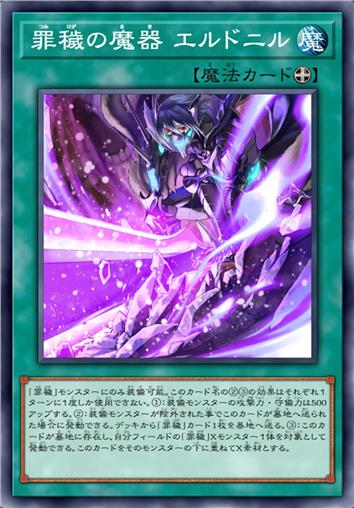 罪穢の魔器 エルドニル
魔
【魔法カード】
「罪穢」モンスターにのみ装備可能。このカード名の②③の効果はそれぞれ1
ターンに1度しか使用できない。①：装備モンスターの攻撃力・守備力は500
アップする。②：装備モンスターが除外された事でこのカードが墓地へ送られ
た場合に発動できる。デッキから「罪穢」カード1枚を墓地へ送る。③：このカ
ードが墓地に存在し、自分フィールドの「罪穢」Xモンスター1体を対象として
発動できる。このカードをそのモンスターの下に重ねてX素材とする。